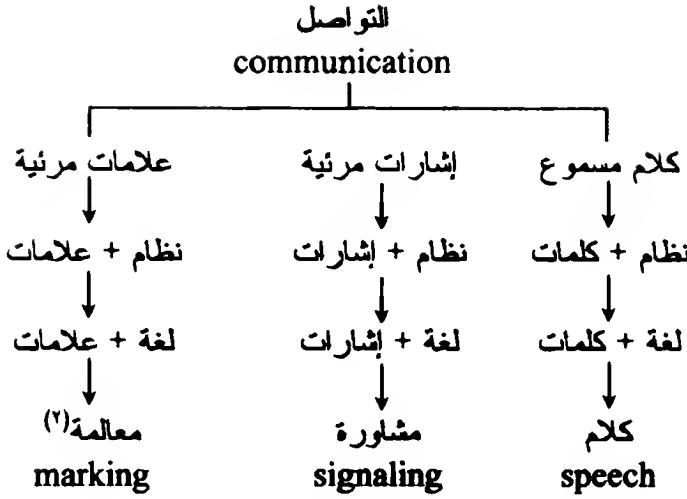 التواصل
communication
كلام مسموع إشارات مرئية علامات مرئية
نظام + كلمات نظام + إشارات نظام + علامات
لغة + كلمات لغة + إشارات لغة + علامات
كلام مشاورة معالمة(٢)
speech signaling marking